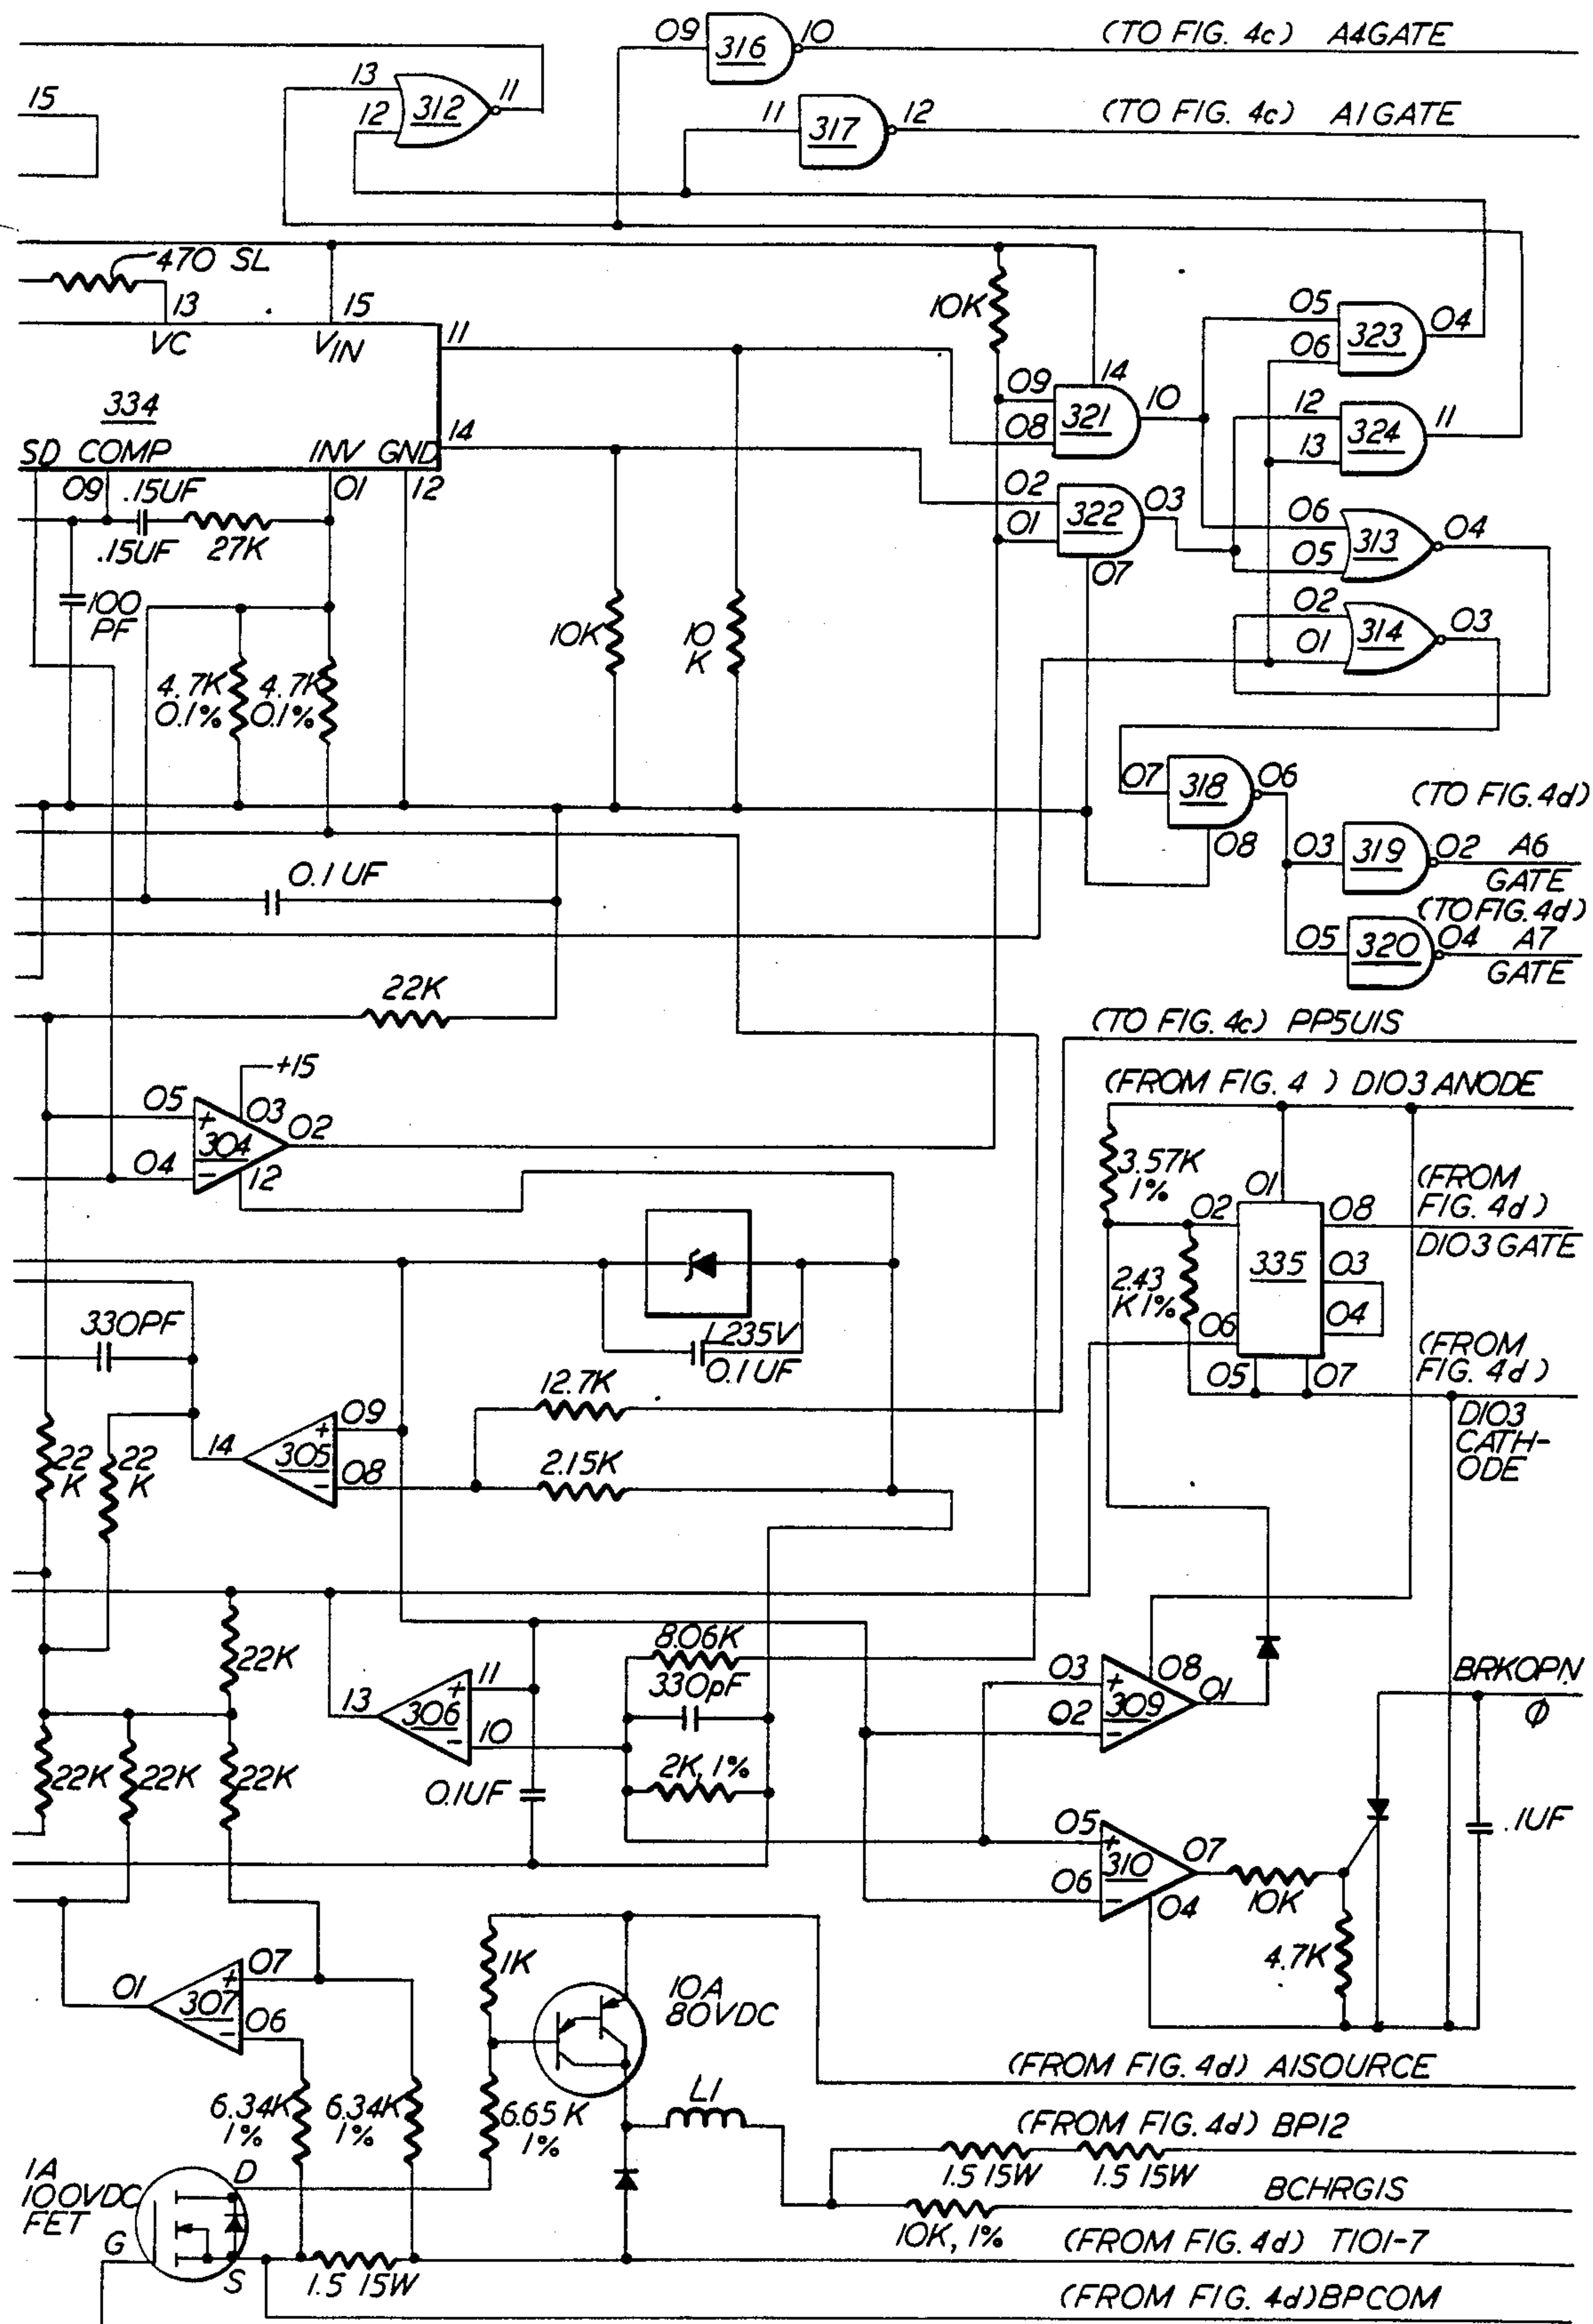 09 316 10 (TO FIG. 4c) A4GATE
13 312 11
12
15
11 317 12 (TO FIG. 4c) A1GATE
470 SL
13 15
VC VIN
11
10K
05 323 04
06
334
14
09 321 10
08
12 324 11
13
SD COMP INV GND
14
09 .15UF 01 12
.15UF 27K
02 322 03
01
07
06 313 04
05
100
PF
10K
10
K
02 314 03
01
4.7K 4.7K
0.1% 0.1%
07 318 06
08
(TO FIG. 4d)
03 319 02 A6
GATE
0.1UF
(TO FIG. 4d)
05 320 04 A7
GATE
22K
(TO FIG. 4c) PP5UIS
+15
(FROM FIG. 4 ) D103 ANODE
05 + 03 02
304
04 - 12
3.57K
1%
01
02 08
(FROM
FIG. 4d)
D103 GATE
335 03
2.43
K 1%
04
06
05 07
(FROM
FIG. 4d)
D103
CATH-
ODE
330PF
1.235V
0.1UF
12.7K
09
14 305 +
08 -
2.15K
22
K
22
K
22K
8.06K
330pF
11
13 306 +
10 -
2K, 1%
0.1UF
22K 22K 22K
03 + 08
309 01
02 -
BRKOPN
Ø
05 + 07
310
06 - 04
10K
.1UF
4.7K
07
01 307 +
06 -
1K
10A
80VDC
6.34K 6.34K
1% 1%
6.65K
1%
(FROM FIG. 4d) A1SOURCE
L1
(FROM FIG. 4d) BP12
1.5 15W 1.5 15W
BCHRGIS
10K, 1%
1A
100VDC
FET
D
G
S
1.5 15W
(FROM FIG. 4d) T101-7
(FROM FIG. 4d) BPCOM